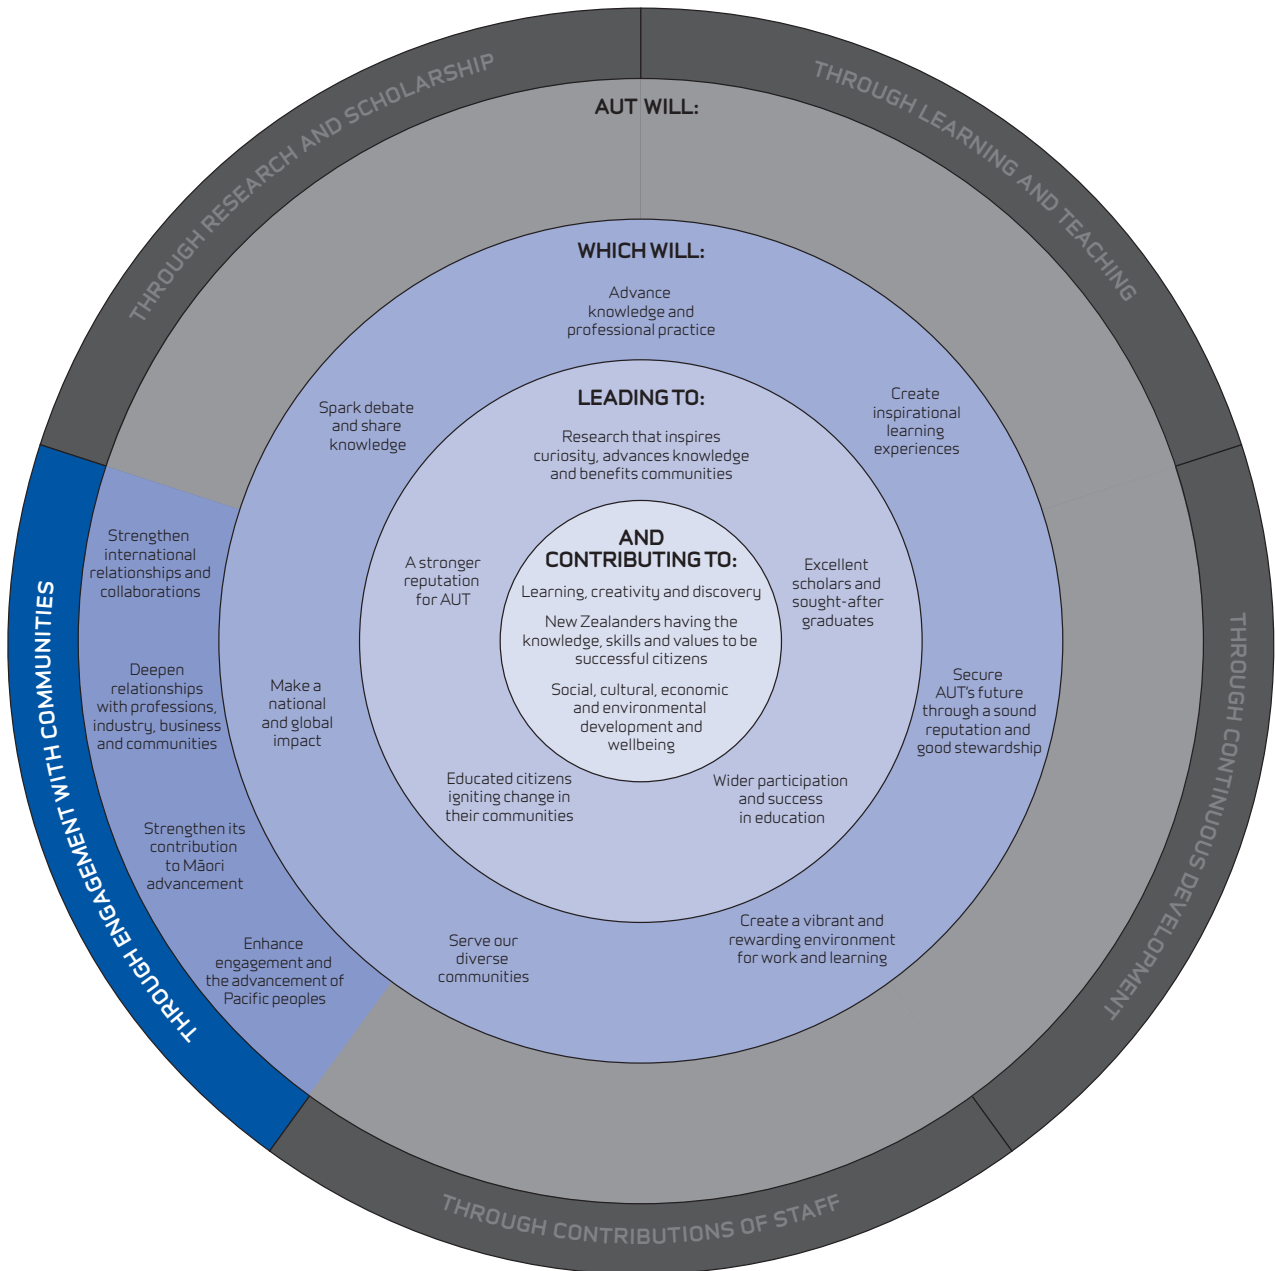 THROUGH RESEARCH AND SCHOLARSHIP
THROUGH LEARNING AND TEACHING
AUT WILL:
WHICH WILL:
Advance
knowledge and
professional practice
Spark debate
and share
knowledge
Create
inspirational
learning
experiences
LEADING TO:
Research that inspires
curiosity, advances knowledge
and benefits communities
THROUGH ENGAGEMENT WITH COMMUNITIES
Strengthen
international
relationships and
collaborations
A stronger
reputation
for AUT
AND
CONTRIBUTING TO:
Learning, creativity and discovery
New Zealanders having the
knowledge, skills and values to be
successful citizens
Social, cultural, economic
and environmental
development and
wellbeing
Excellent
scholars and
sought-after
graduates
THROUGH CONTINUOUS DEVELOPMENT
Deepen
relationships
with professions,
industry, business
and communities
Make a
national
and global
impact
Secure
AUT's future
through a sound
reputation and
good stewardship
Educated citizens
igniting change in
their communities
Wider participation
and success
in education
Strengthen its
contribution
to Māori
advancement
Enhance
engagement and
the advancement of
Pacific peoples
Serve our
diverse
communities
Create a vibrant and
rewarding environment
for work and learning
THROUGH CONTRIBUTIONS OF STAFF